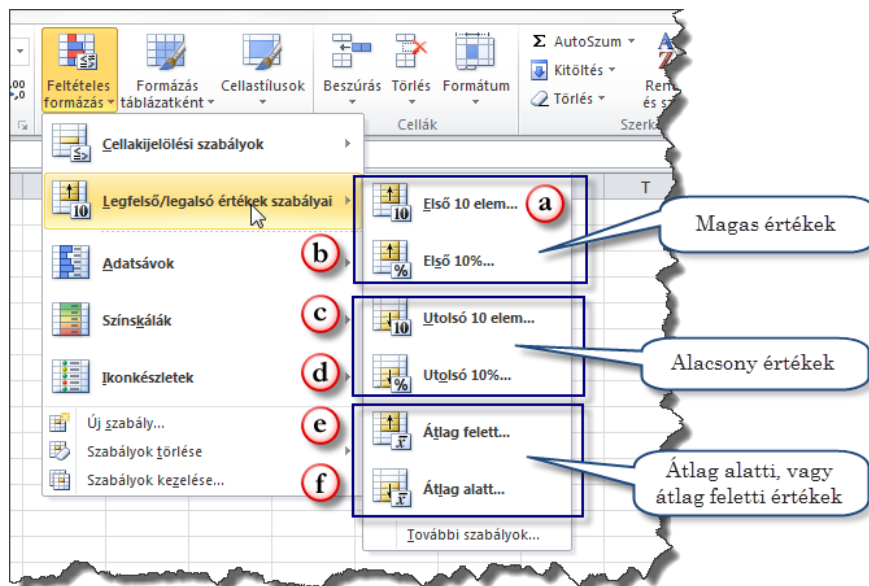 Σ AutoSzum
Kitöltés
Törlés
Feltételes formázás
Formázás táblázatként
Cellastílusok
Beszúrás
Törlés
Formátum
Cellák
Cellakijelölési szabályok
Legfelső/legalsó értékek szabályai
Adatsávok
Színskálák
Ikonkészletek
Új szabály...
Szabályok törlése
Szabályok kezelése...
a
b
c
d
e
f
Első 10 elem...
Első 10%...
Utolsó 10 elem...
Utolsó 10%...
Átlag felett...
Átlag alatt...
További szabályok...
T
Magas értékek
Alacsony értékek
Átlag alatti, vagy
átlag feletti értékek